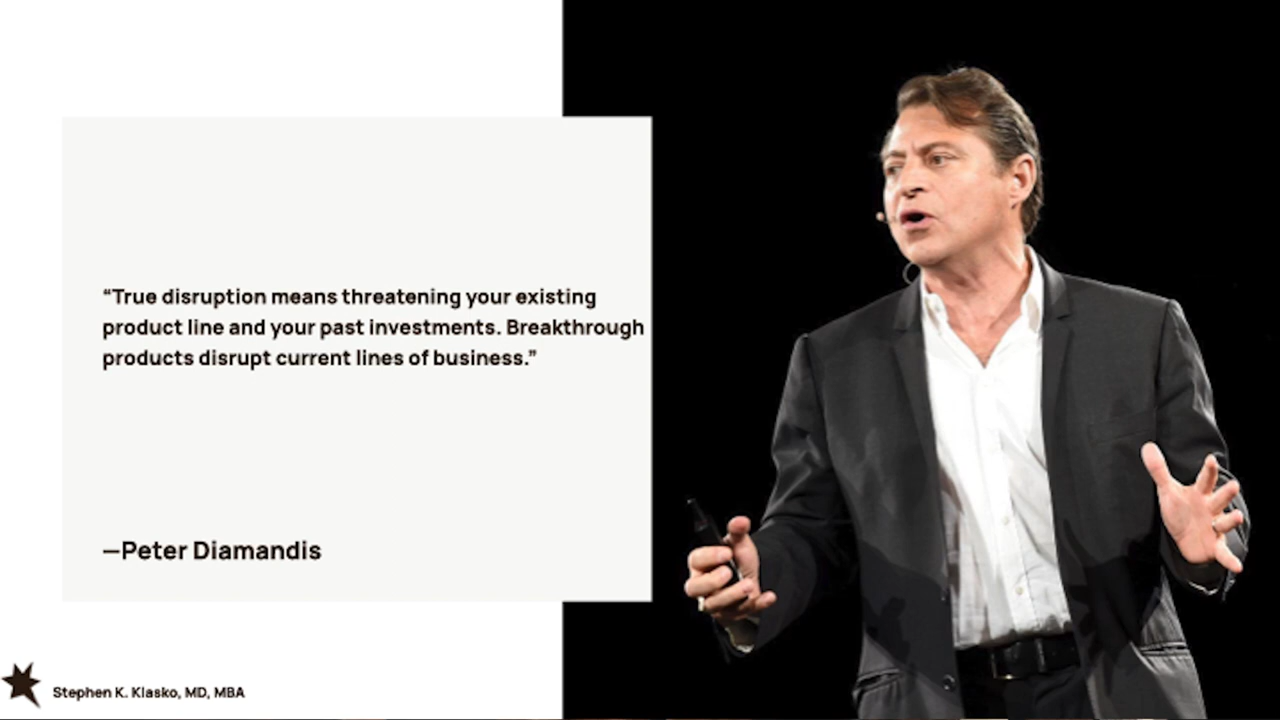 “True disruption means threatening your existing
product line and your past investments. Breakthrough
products disrupt current lines of business.”
—Peter Diamandis
Stephen K. Klasko, MD, MBA